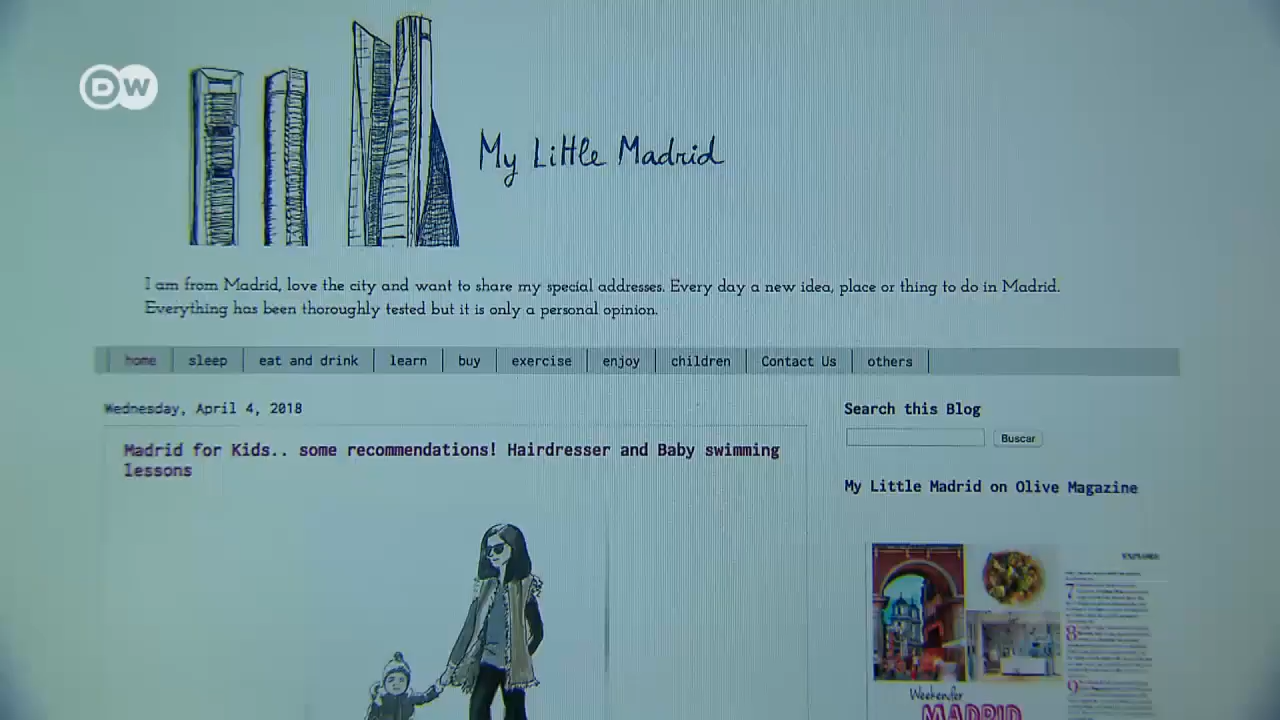 DW
My Little Madrid
I am from Madrid, love the city and want to share my special addresses. Every day a new idea, place or thing to do in Madrid.
Everything has been thoroughly tested but it is only a personal opinion.
home sleep eat and drink learn buy exercise enjoy children Contact Us others
Wednesday, April 4, 2018
Madrid for Kids.. some recommendations! Hairdresser and Baby swimming
lessons
Search this Blog
Buscar
My Little Madrid on Olive Magazine
EXPLORE
7
8
9
Weekender
MADRID